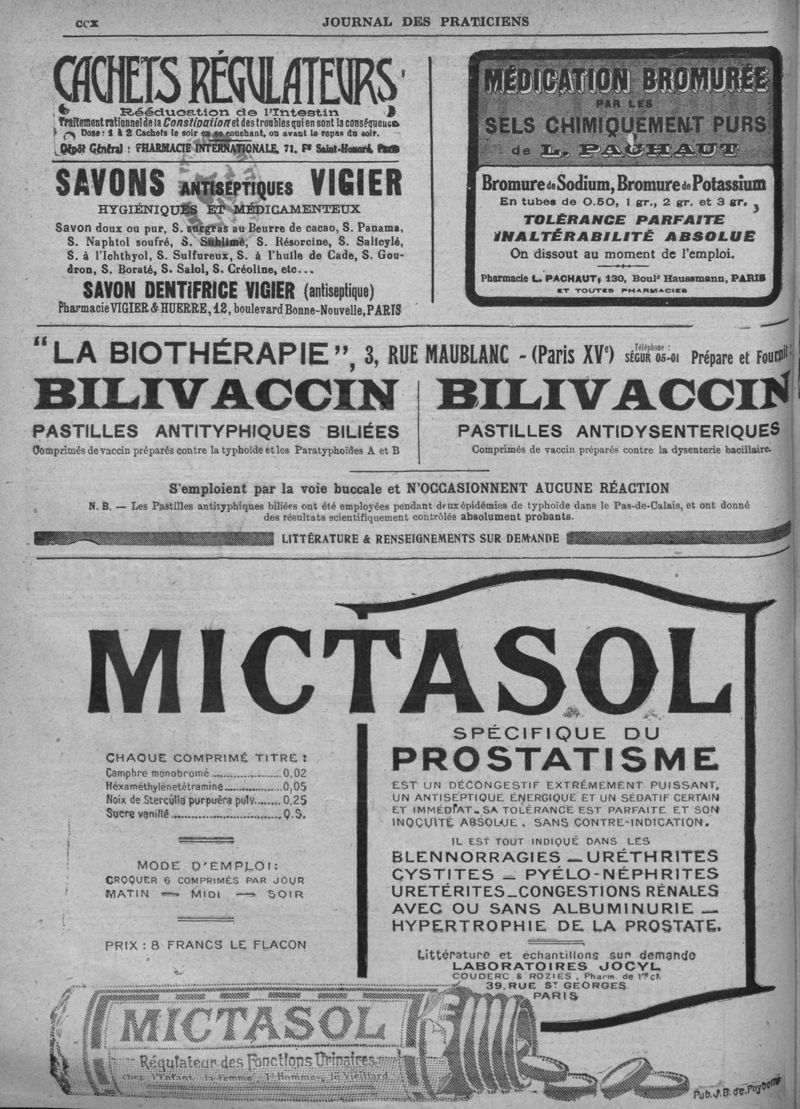 CCX
JOURNAL DES PRATICIENS
CACHETS RÉGULATEURS
Rééducation de l'Intestin
Traitement rationnel de la Constipation et des troubles qui en sont la conséquence
Dose : 1 à 2 Cachets le soir en se couchant, ou avant le repas du soir.
Dépôt Général : PHARMACIE INTERNATIONALE, 71, Fg Saint-Honoré, Paris
SAVONS ANTISEPTIQUES VIGIER
HYGIÉNIQUES ET MÉDICAMENTEUX
Savon doux ou pur, S. surgras au Beurre de cacao, S. Panama,
S. Naphtol soufré, S. Sublimé, S. Résorcine, S. Salicylé,
S. à l'Ichthyol, S. Sulfureux, S. à l'huile de Cade, S. Gou-
dron, S. Boraté, S. Salol, S. Créoline, etc...
SAVON DENTIFRICE VIGIER (antiseptique)
Pharmacie VIGIER & HUERRE, 12, boulevard Bonne-Nouvelle, PARIS
MÉDICATION BROMURÉE
PAR LES
SELS CHIMIQUEMENT PURS
de L. PACHAUT
Bromure de Sodium, Bromure de Potassium
En tubes de 0.50, 1 gr., 2 gr. et 3 gr.
TOLÉRANCE PARFAITE
INALTÉRABILITÉ ABSOLUE
On dissout au moment de l'emploi.
Pharmacie L. PACHAUT, 130, Boulᵈ Haussmann, PARIS
ET TOUTES PHARMACIES
"LA BIOTHÉRAPIE", 3, RUE MAUBLANC - (Paris XVᵉ) Téléphone : SÉGUR 05-01 Prépare et Fournit :
BILIVACCIN
PASTILLES ANTITYPHIQUES BILIÉES
Comprimés de vaccin préparés contre la typhoïde et les Paratyphoïdes A et B
BILIVACCIN
PASTILLES ANTIDYSENTERIQUES
Comprimés de vaccin préparés contre la dysenterie bacillaire.
S'emploient par la voie buccale et N'OCCASIONNENT AUCUNE RÉACTION
N. B. — Les Pastilles antityphiques biliées ont été employées pendant deux épidémies de typhoïde dans le Pas-de-Calais, et ont donné
des résultats scientifiquement contrôlés absolument probants.
LITTÉRATURE & RENSEIGNEMENTS SUR DEMANDE
MICTASOL
CHAQUE COMPRIMÉ TITRE :
Camphre monobromé.....................0,02
Héxaméthylènetétramine.................0,05
Noix de Sterculia purpuéra pulv........0,25
Sucre vanillé..................................Q.S.
MODE D'EMPLOI :
CROQUER 6 COMPRIMÉS PAR JOUR
MATIN — MIDI — SOIR
PRIX : 8 FRANCS LE FLACON
SPÉCIFIQUE DU
PROSTATISME
EST UN DÉCONGESTIF EXTRÊMEMENT PUISSANT,
UN ANTISEPTIQUE ÉNERGIQUE ET UN SÉDATIF CERTAIN
ET IMMÉDIAT. SA TOLÉRANCE EST PARFAITE ET SON
INOCUITÉ ABSOLUE. SANS CONTRE-INDICATION.
IL EST TOUT INDIQUÉ DANS LES
BLENNORRAGIES — URÉTHRITES
CYSTITES — PYÉLO-NÉPHRITES
URETÉRITES — CONGESTIONS RÉNALES
AVEC OU SANS ALBUMINURIE —
HYPERTROPHIE DE LA PROSTATE.
Littérature et échantillons sur demande
LABORATOIRES JOCYL
COUDERC & ROZIES, Pharm. de 1ʳᵉ cl.
39, RUE Sᵀ GEORGES
PARIS
MICTASOL
Régulateur des Fonctions Urinaires
chez l'Enfant, la Femme, l'Homme, le Vieillard.
Pub. J. B. de